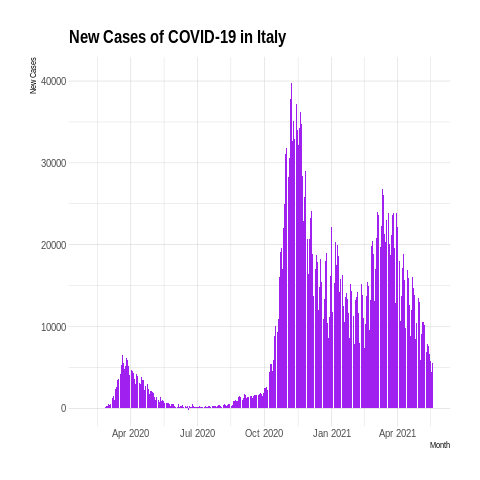 New Cases of COVID-19 in Italy
New Cases
40000
30000
20000
10000
0
Apr 2020 Jul 2020 Oct 2020 Jan 2021 Apr 2021
Month